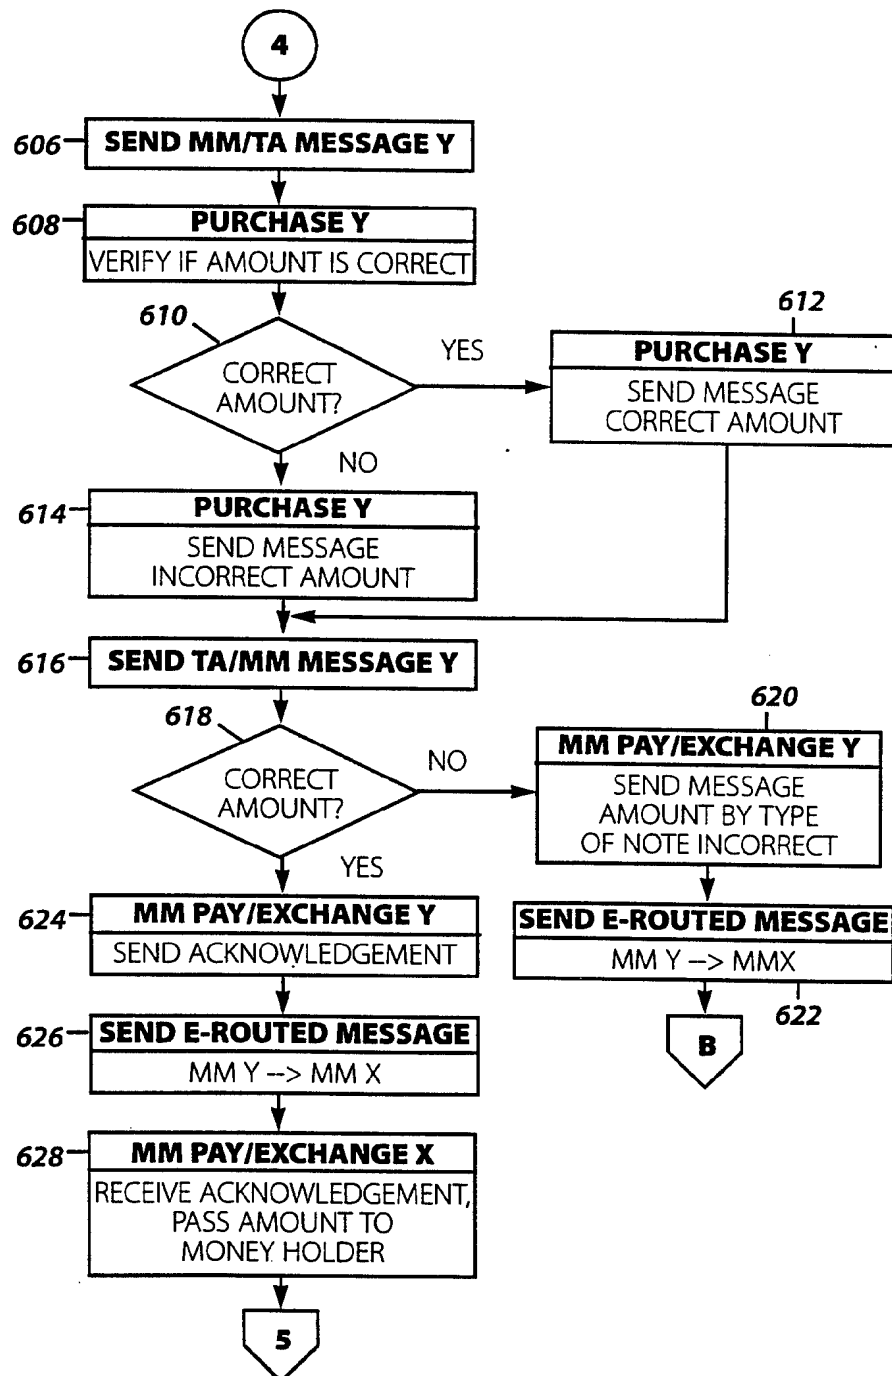 4
606
SEND MM/TA MESSAGE Y
608
PURCHASE Y
VERIFY IF AMOUNT IS CORRECT
610
CORRECT
AMOUNT?
YES
NO
612
PURCHASE Y
SEND MESSAGE
CORRECT AMOUNT
614
PURCHASE Y
SEND MESSAGE
INCORRECT AMOUNT
616
SEND TA/MM MESSAGE Y
618
CORRECT
AMOUNT?
NO
YES
620
MM PAY/EXCHANGE Y
SEND MESSAGE
AMOUNT BY TYPE
OF NOTE INCORRECT
SEND E-ROUTED MESSAGE
MM Y --> MMX
622
B
624
MM PAY/EXCHANGE Y
SEND ACKNOWLEDGEMENT
626
SEND E-ROUTED MESSAGE
MM Y --> MM X
628
MM PAY/EXCHANGE X
RECEIVE ACKNOWLEDGEMENT,
PASS AMOUNT TO
MONEY HOLDER
5